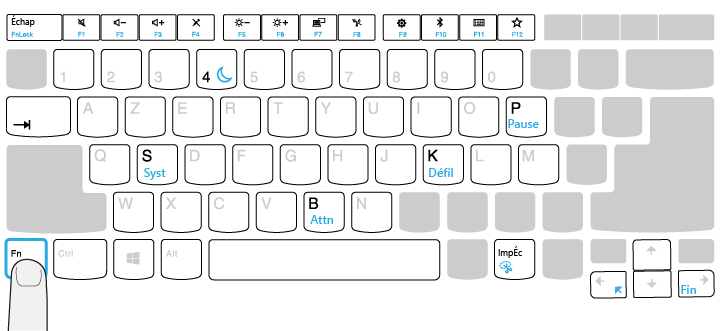 Échap
FnLock F1 F2 F3 F4 F5 F6 F7 F8 F9 F10 F11 F12
1 2 3 4 5 6 7 8 9 0
A Z E R T Y U I O P
Pause
Q S D F G H J K L M
Syst Défil
W X C V B N
Attn
Fn Ctrl Alt ImpÉc
Fin